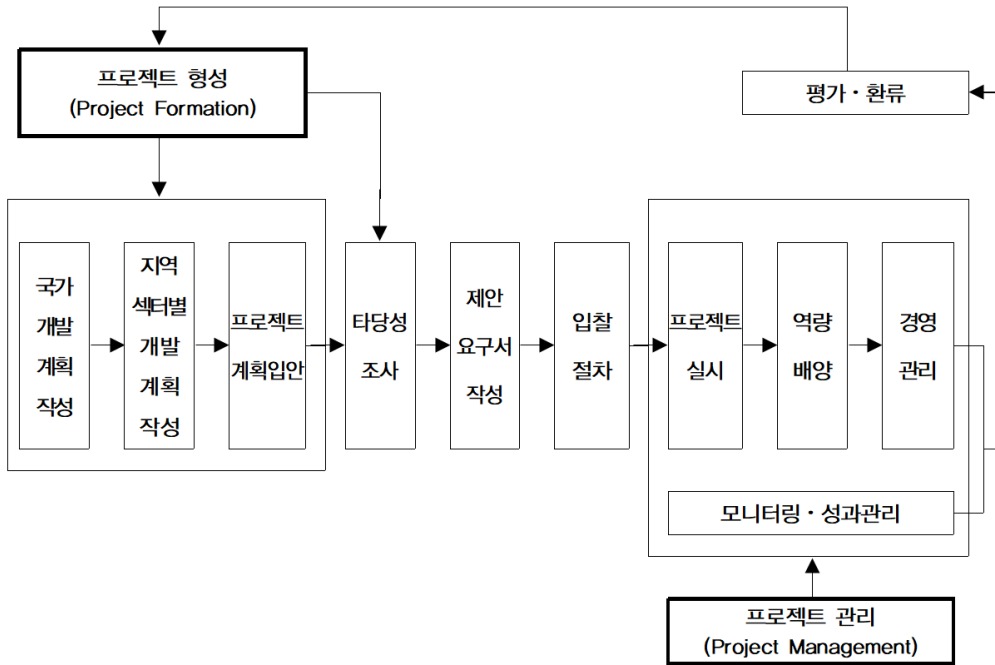 프로젝트 형성
(Project Formation)
평가・환류
국가
개발
계획
작성
지역
섹터별
개발
계획
작성
프로젝트
계획입안
타당성
조사
제안
요구서
작성
입찰
절차
프로젝트
실시
역량
배양
경영
관리
모니터링・성과관리
프로젝트 관리
(Project Management)